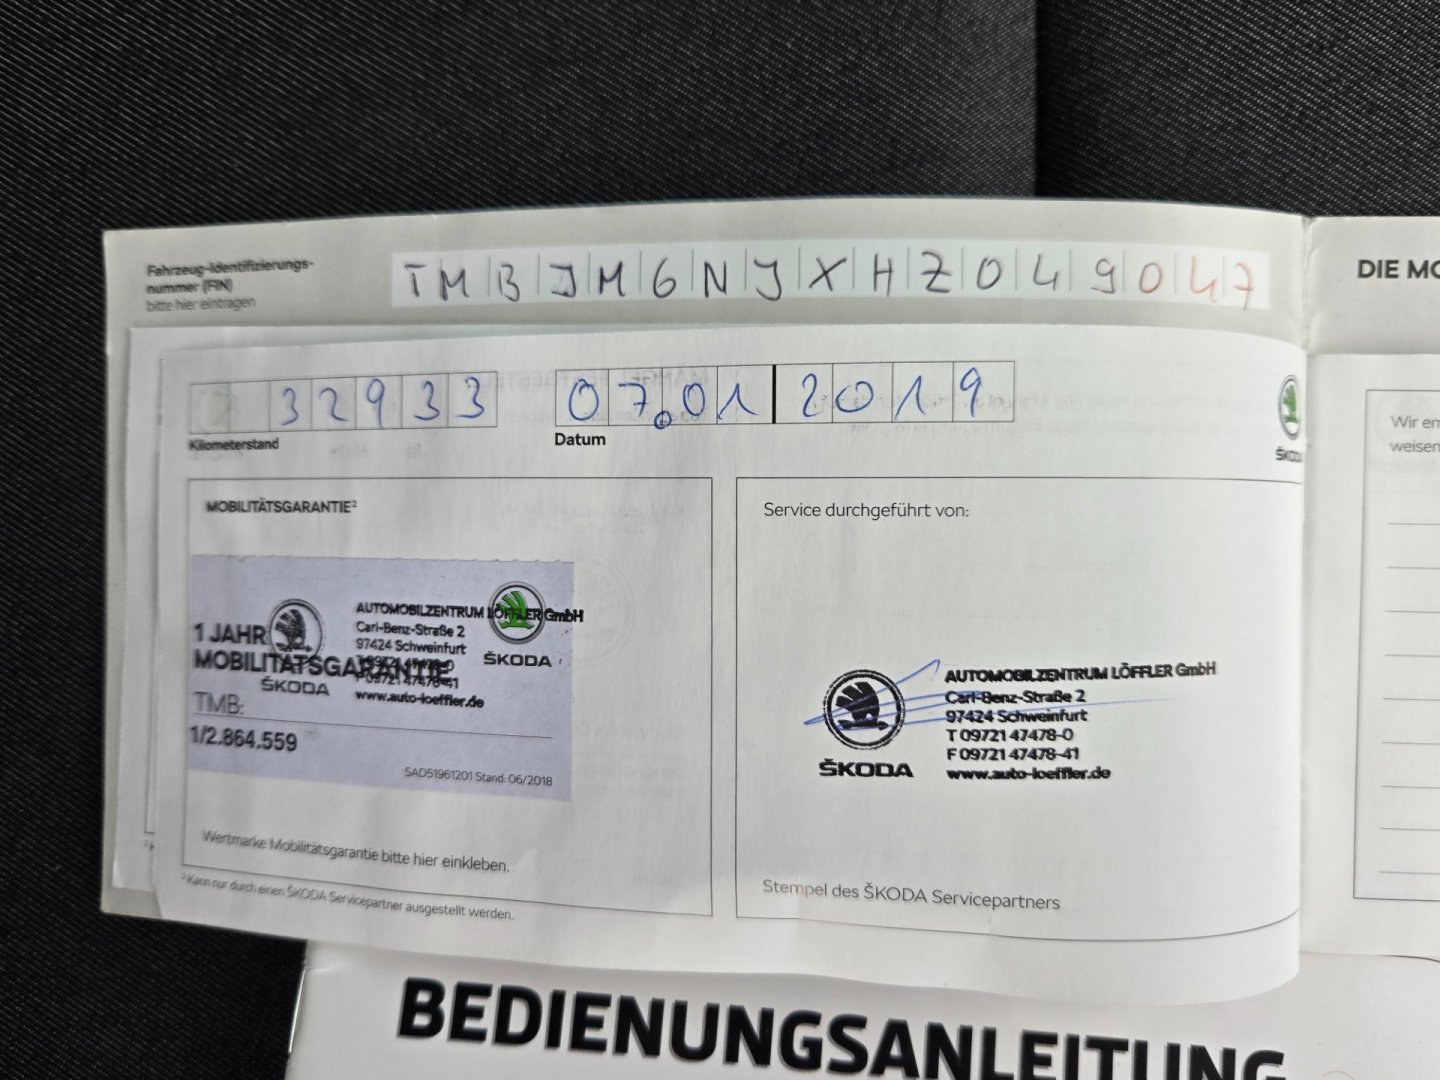 Fahrzeug-Identifizierungs-
nummer (FIN)
bitte hier eintragen
TMBJM6NJXHZ049047
DIE MO
32933
07.01 2019
Kilometerstand
Datum
ŠKODA
MOBILITÄTSGARANTIE²
1 JAHR
MOBILITÄTSGARANTIE
TMB:
1/2.864.559
SAD51961201 Stand: 06/2018
ŠKODA
ŠKODA
AUTOMOBILZENTRUM LÖFFLER GmbH
Carl-Benz-Straße 2
97424 Schweinfurt
F 09721 47478-41
www.auto-loeffler.de
Wertmarke Mobilitätsgarantie bitte hier einkleben.
²Kann nur durch einen ŠKODA Servicepartner ausgestellt werden.
Service durchgeführt von:
ŠKODA
AUTOMOBILZENTRUM LÖFFLER GmbH
Carl-Benz-Straße 2
97424 Schweinfurt
T 09721 47478-0
F 09721 47478-41
www.auto-loeffler.de
Stempel des ŠKODA Servicepartners
Wir em
weisen
BEDIENUNGSANLEITUNG